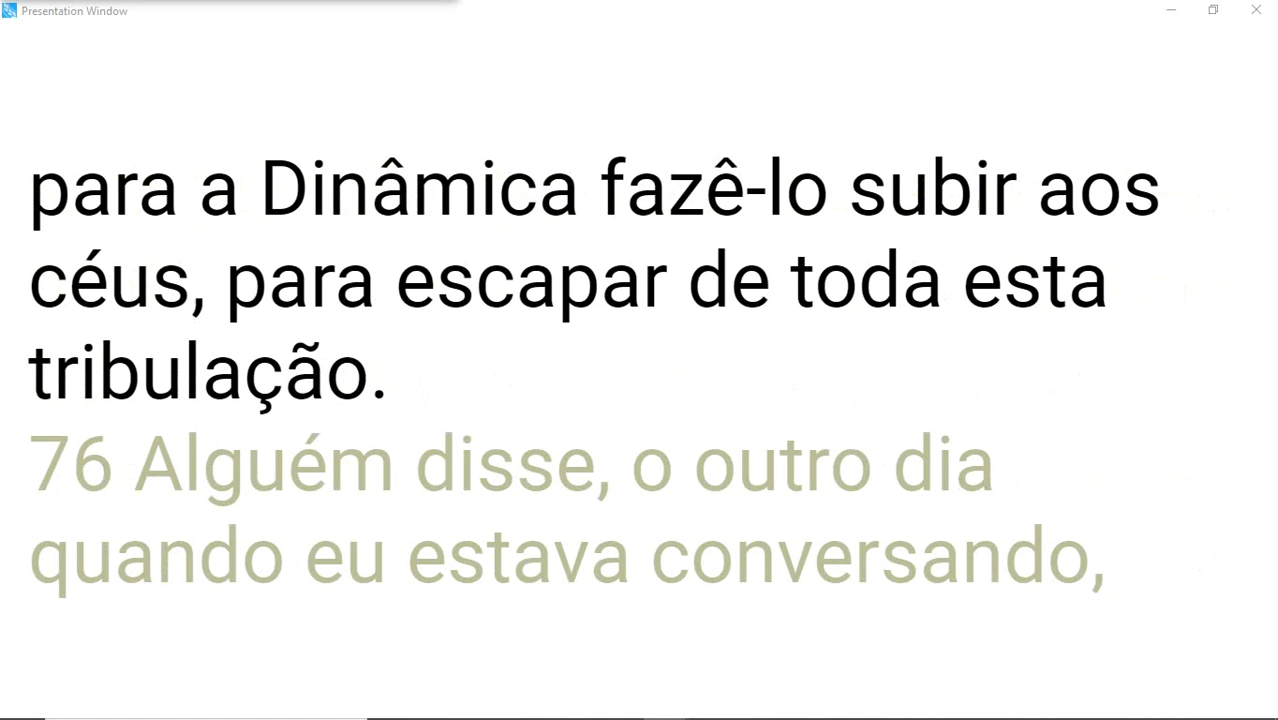 Presentation Window
para a Dinâmica fazê-lo subir aos
céus, para escapar de toda esta
tribulação.
76 Alguém disse, o outro dia
quando eu estava conversando,